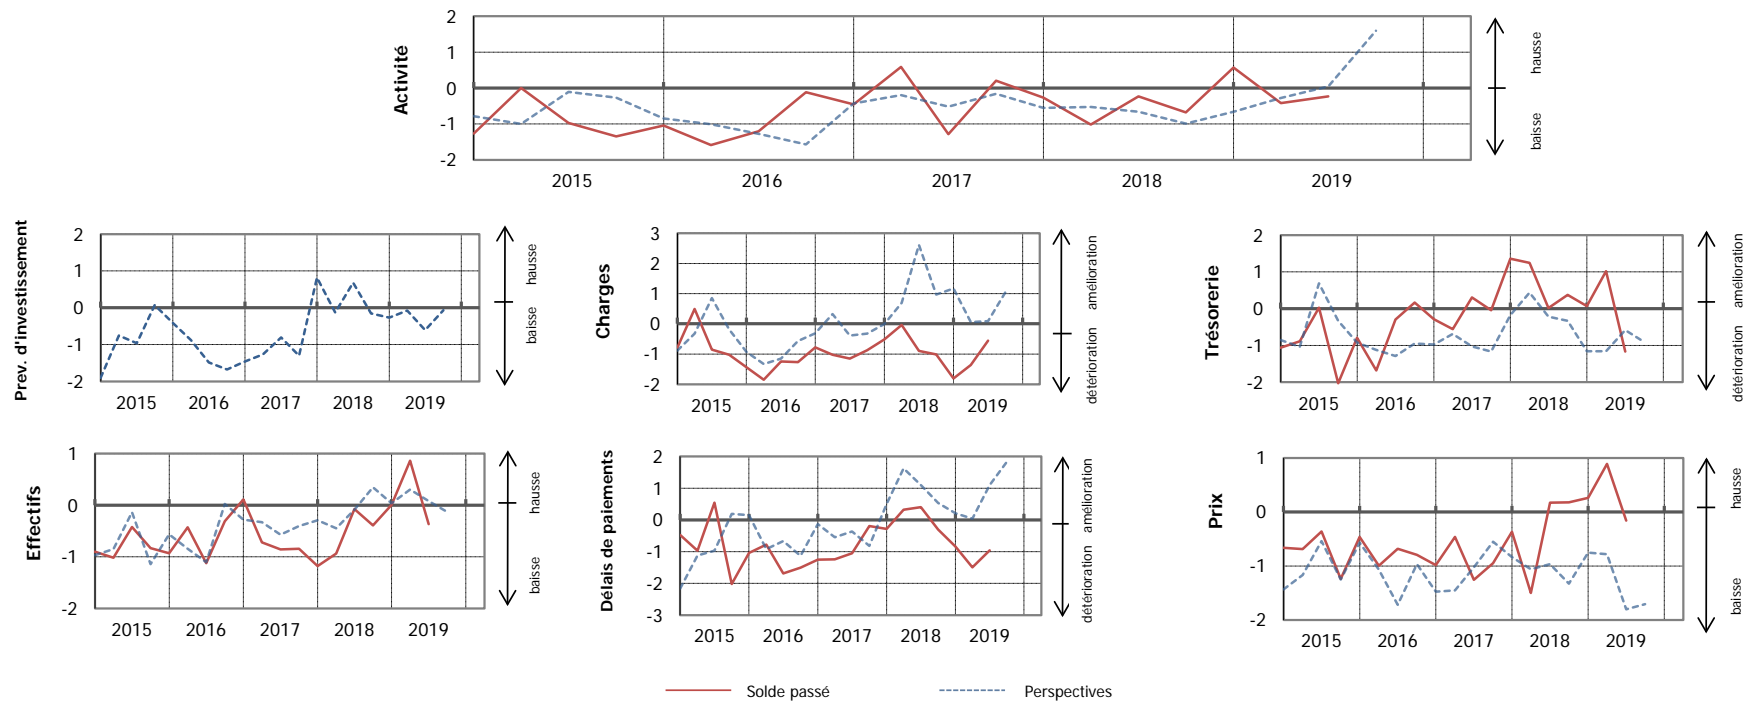 Activité
2
1
0
-1
-2
hausse
baisse
2015 2016 2017 2018 2019
Prev. d'investissement
2
1
0
-1
-2
hausse
baisse
2015 2016 2017 2018 2019
Charges
3
2
1
0
-1
-2
amélioration
détérioration
2015 2016 2017 2018 2019
Trésorerie
2
1
0
-1
-2
amélioration
détérioration
2015 2016 2017 2018 2019
Effectifs
1
0
-1
-2
hausse
baisse
2015 2016 2017 2018 2019
Délais de paiements
2
1
0
-1
-2
-3
amélioration
détérioration
2015 2016 2017 2018 2019
Prix
1
0
-1
-2
hausse
baisse
2015 2016 2017 2018 2019
Solde passé Perspectives